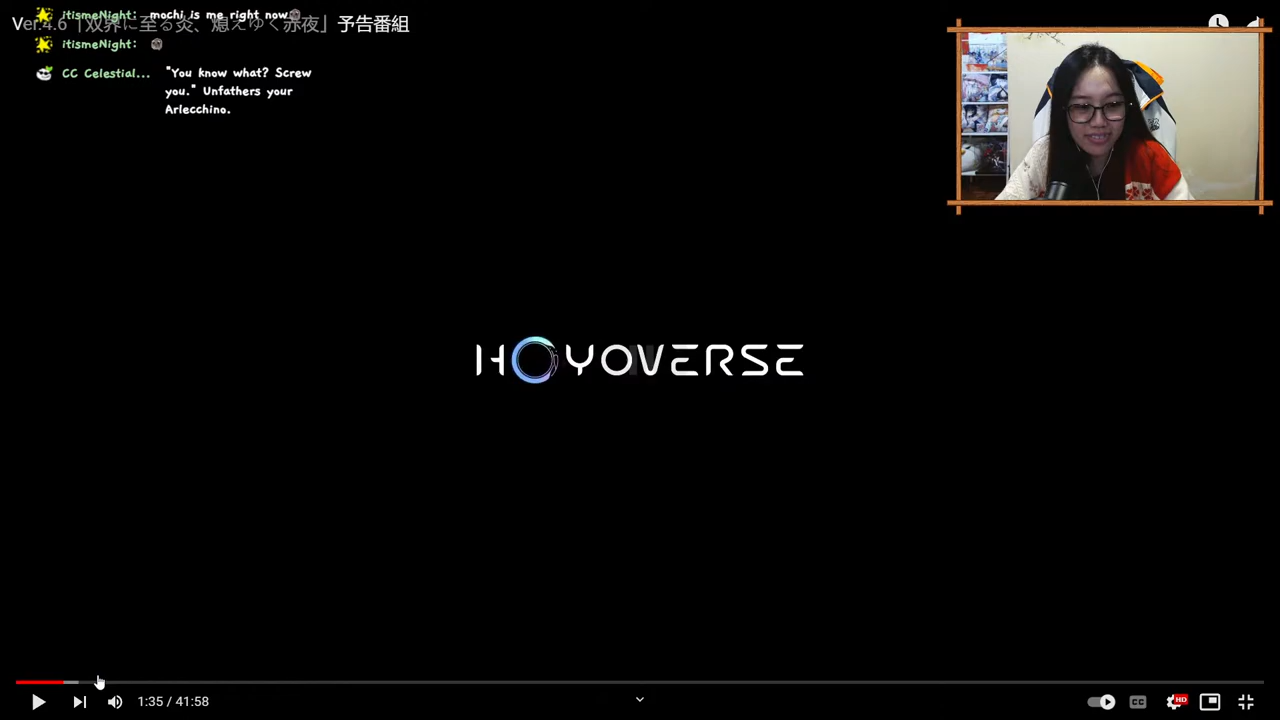 Ver.4.6「双界に至る炎、熄えゆく赤夜」予告番組
itismeNight: mochi is me right now
itismeNight:
CC Celestial... "You know what? Screw
you." Unfathers your
Arlecchino.
HOYOVERSE
1:35 / 41:58
CC
HD